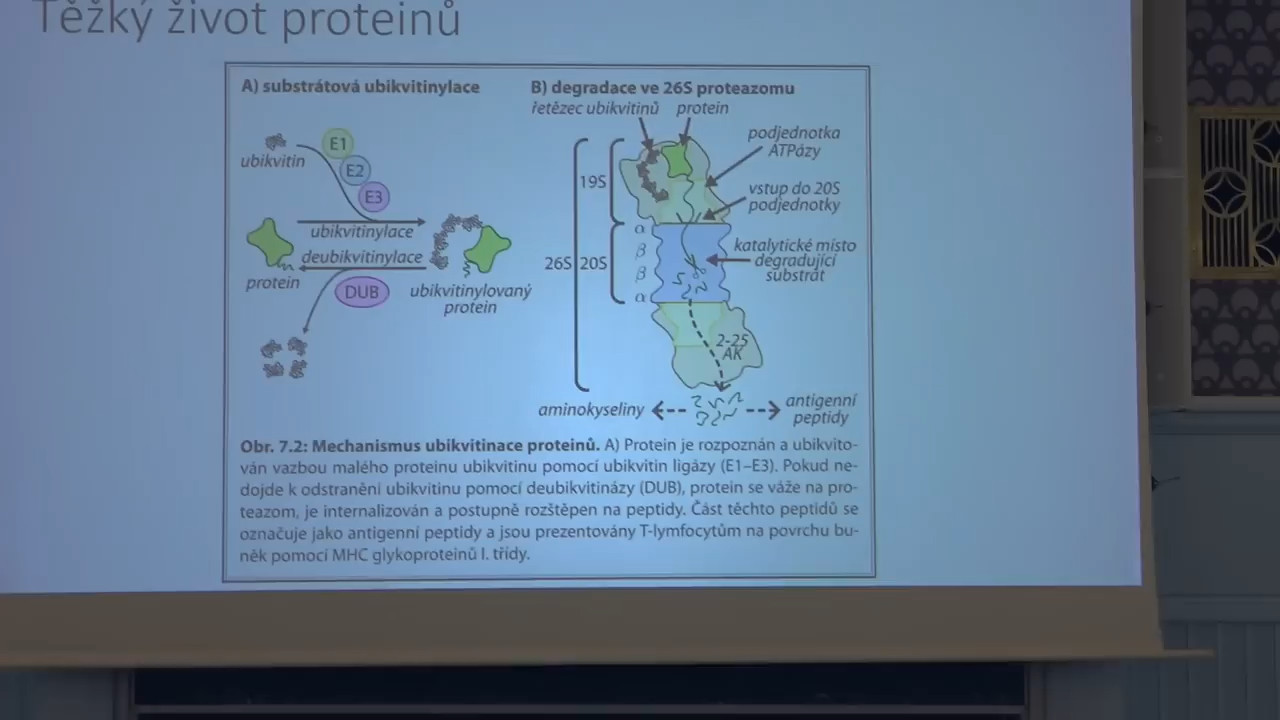 Těžký život proteinů
A) substrátová ubikvitinylace
ubikvitin
E1
E2
E3
ubikvitinylace
deubikvitinylace
protein
DUB
ubikvitinylovaný
protein
B) degradace ve 26S proteazomu
řetězec ubikvitinů protein
podjednotka
ATPázy
19S
vstup do 20S
podjednotky
α
β
β
α
26S
20S
katalytické místo
degradující
substrát
2-25
AK
aminokyseliny
antigenní
peptidy
Obr. 7.2: Mechanismus ubikvitinace proteinů. A) Protein je rozpoznán a ubikvito-
ván vazbou malého proteinu ubikvitinu pomocí ubikvitin ligázy (E1–E3). Pokud ne-
dojde k odstranění ubikvitinu pomocí deubikvitinázy (DUB), protein se váže na pro-
teazom, je internalizován a postupně rozštěpen na peptidy. Část těchto peptidů se
označuje jako antigenní peptidy a jsou prezentovány T-lymfocytům na povrchu bu-
něk pomocí MHC glykoproteinů I. třídy.